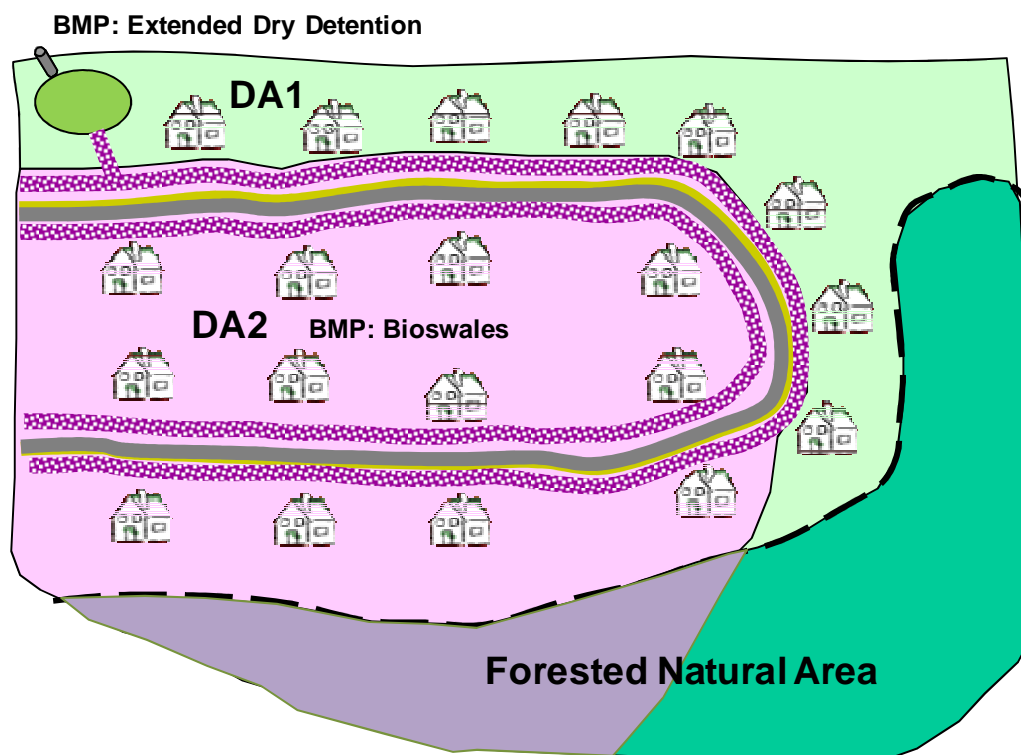 BMP: Extended Dry Detention
DA1
DA2
BMP: Bioswales
Forested Natural Area